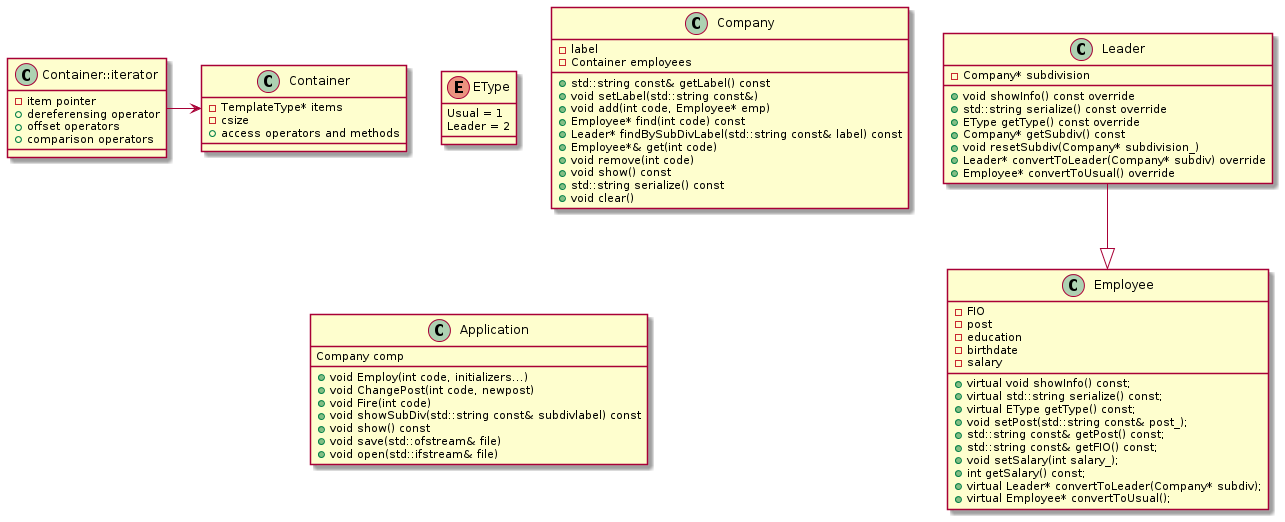 C Container::iterator
item pointer
dereferensing operator
offset operators
comparison operators
C Container
TemplateType* items
csize
access operators and methods
E EType
Usual = 1
Leader = 2
C Company
label
Container employees
std::string const& getLabel() const
void setLabel(std::string const&)
void add(int code, Employee* emp)
Employee* find(int code) const
Leader* findBySubDivLabel(std::string const& label) const
Employee*& get(int code)
void remove(int code)
void show() const
std::string serialize() const
void clear()
C Leader
Company* subdivision
void showInfo() const override
std::string serialize() const override
EType getType() const override
Company* getSubdiv() const
void resetSubdiv(Company* subdivision_)
Leader* convertToLeader(Company* subdiv) override
Employee* convertToUsual() override
C Application
Company comp
void Employ(int code, initializers...)
void ChangePost(int code, newpost)
void Fire(int code)
void showSubDiv(std::string const& subdivlabel) const
void show() const
void save(std::ofstream& file)
void open(std::ifstream& file)
C Employee
FIO
post
education
birthdate
salary
virtual void showInfo() const;
virtual std::string serialize() const;
virtual EType getType() const;
void setPost(std::string const& post_);
std::string const& getPost() const;
std::string const& getFIO() const;
void setSalary(int salary_);
int getSalary() const;
virtual Leader* convertToLeader(Company* subdiv);
virtual Employee* convertToUsual();